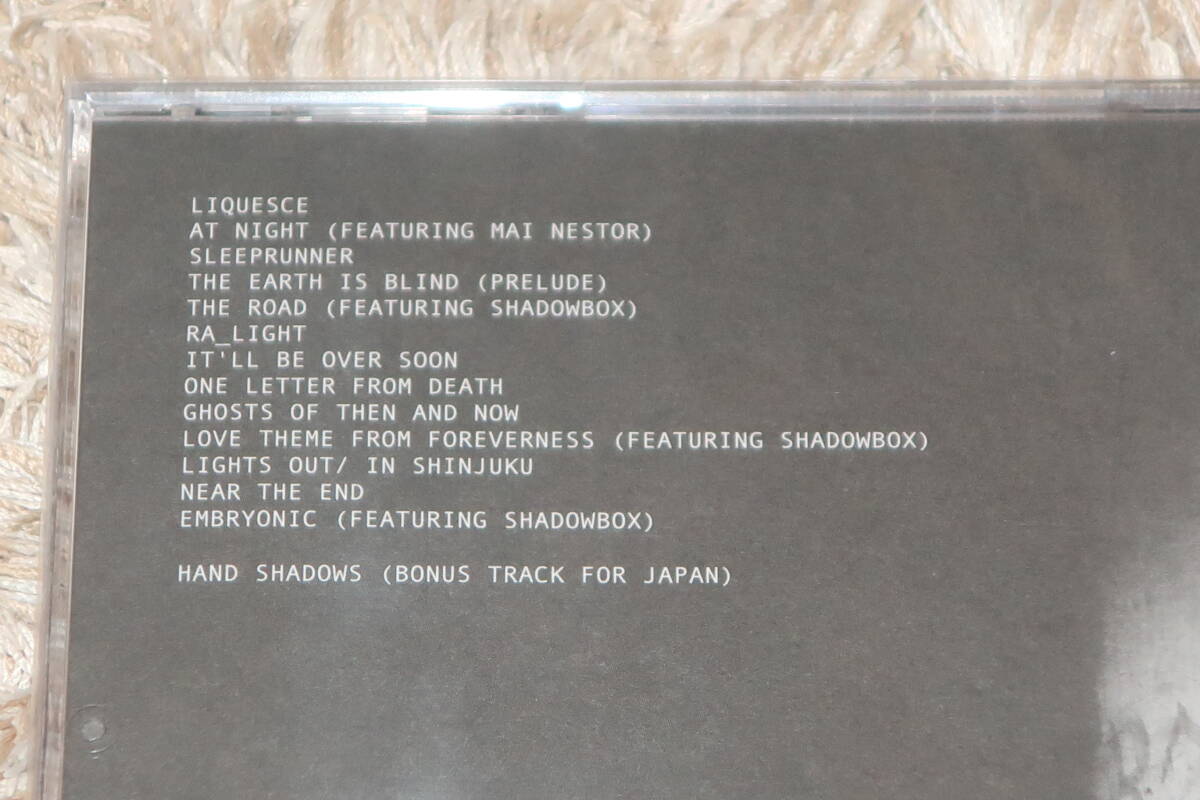 LIQUESCE
AT NIGHT (FEATURING MAI NESTOR)
SLEEPRUNNER
THE EARTH IS BLIND (PRELUDE)
THE ROAD (FEATURING SHADOWBOX)
RA_LIGHT
IT'LL BE OVER SOON
ONE LETTER FROM DEATH
GHOSTS OF THEN AND NOW
LOVE THEME FROM FOREVERNESS (FEATURING SHADOWBOX)
LIGHTS OUT/ IN SHINJUKU
NEAR THE END
EMBRYONIC (FEATURING SHADOWBOX)
HAND SHADOWS (BONUS TRACK FOR JAPAN)